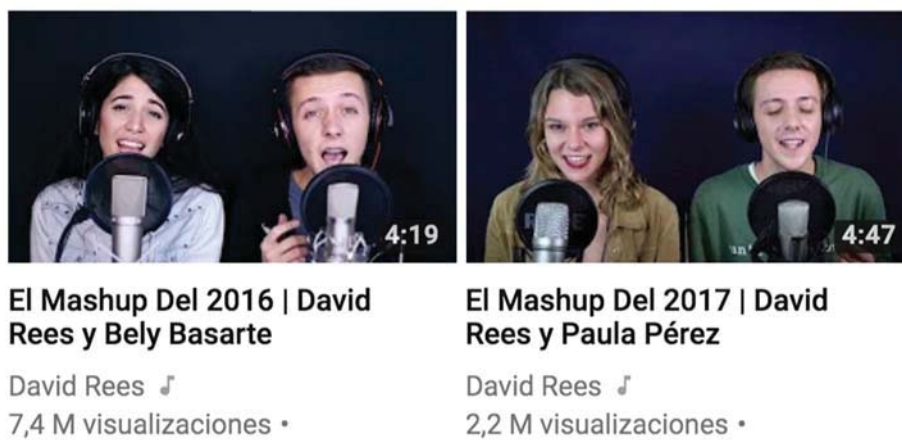 4:19
4:47
El Mashup Del 2016 | David
Rees y Bely Basarte
David Rees
7,4 M visualizaciones •
El Mashup Del 2017 | David
Rees y Paula Pérez
David Rees
2,2 M visualizaciones •